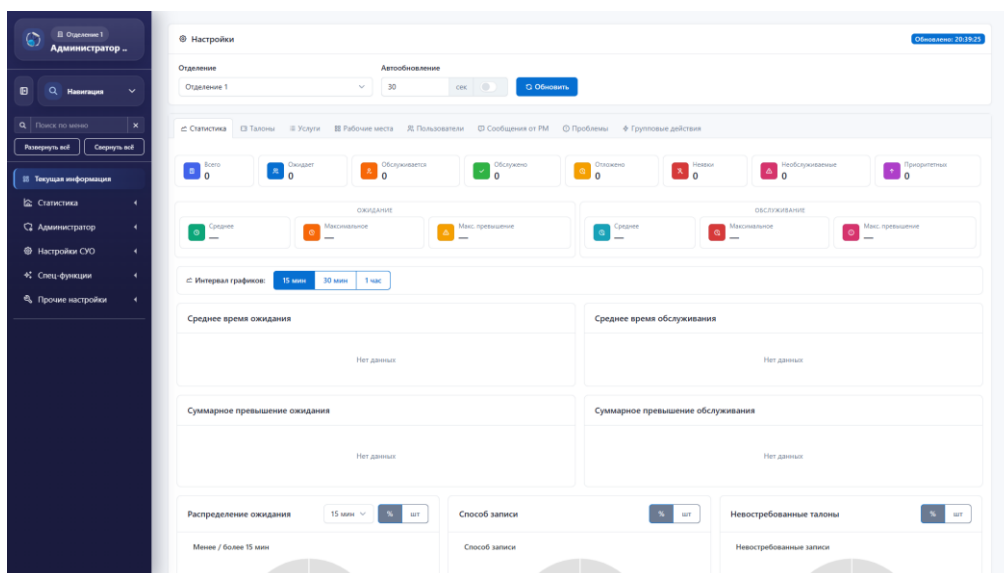 Отделение 1
Администратор ..
Навигация
Поиск по меню
Развернуть всё Свернуть всё
Текущая информация
Статистика
Администратор
Настройки СУО
Спец-функции
Прочие настройки
Настройки Обновлено: 20:39:25
Отделение Автообновление
Отделение 1 30 сек Обновить
Статистика Талоны Услуги Рабочие места Пользователи Сообщения от РМ Проблемы Групповые действия
Всего Ожидает Обслуживается Обслужено Отложено Неявки Необслуживаемые Приоритетных
0 0 0 0 0 0 0 0
ОЖИДАНИЕ ОБСЛУЖИВАНИЕ
Среднее Максимальное Макс. превышение Среднее Максимальное Макс. превышение
— — — — — —
Интервал графиков: 15 мин 30 мин 1 час
Среднее время ожидания Среднее время обслуживания
Нет данных Нет данных
Суммарное превышение ожидания Суммарное превышение обслуживания
Нет данных Нет данных
Распределение ожидания 15 мин % шт Способ записи % шт Невостребованные талоны % шт
Менее / более 15 мин Способ записи Невостребованные записи